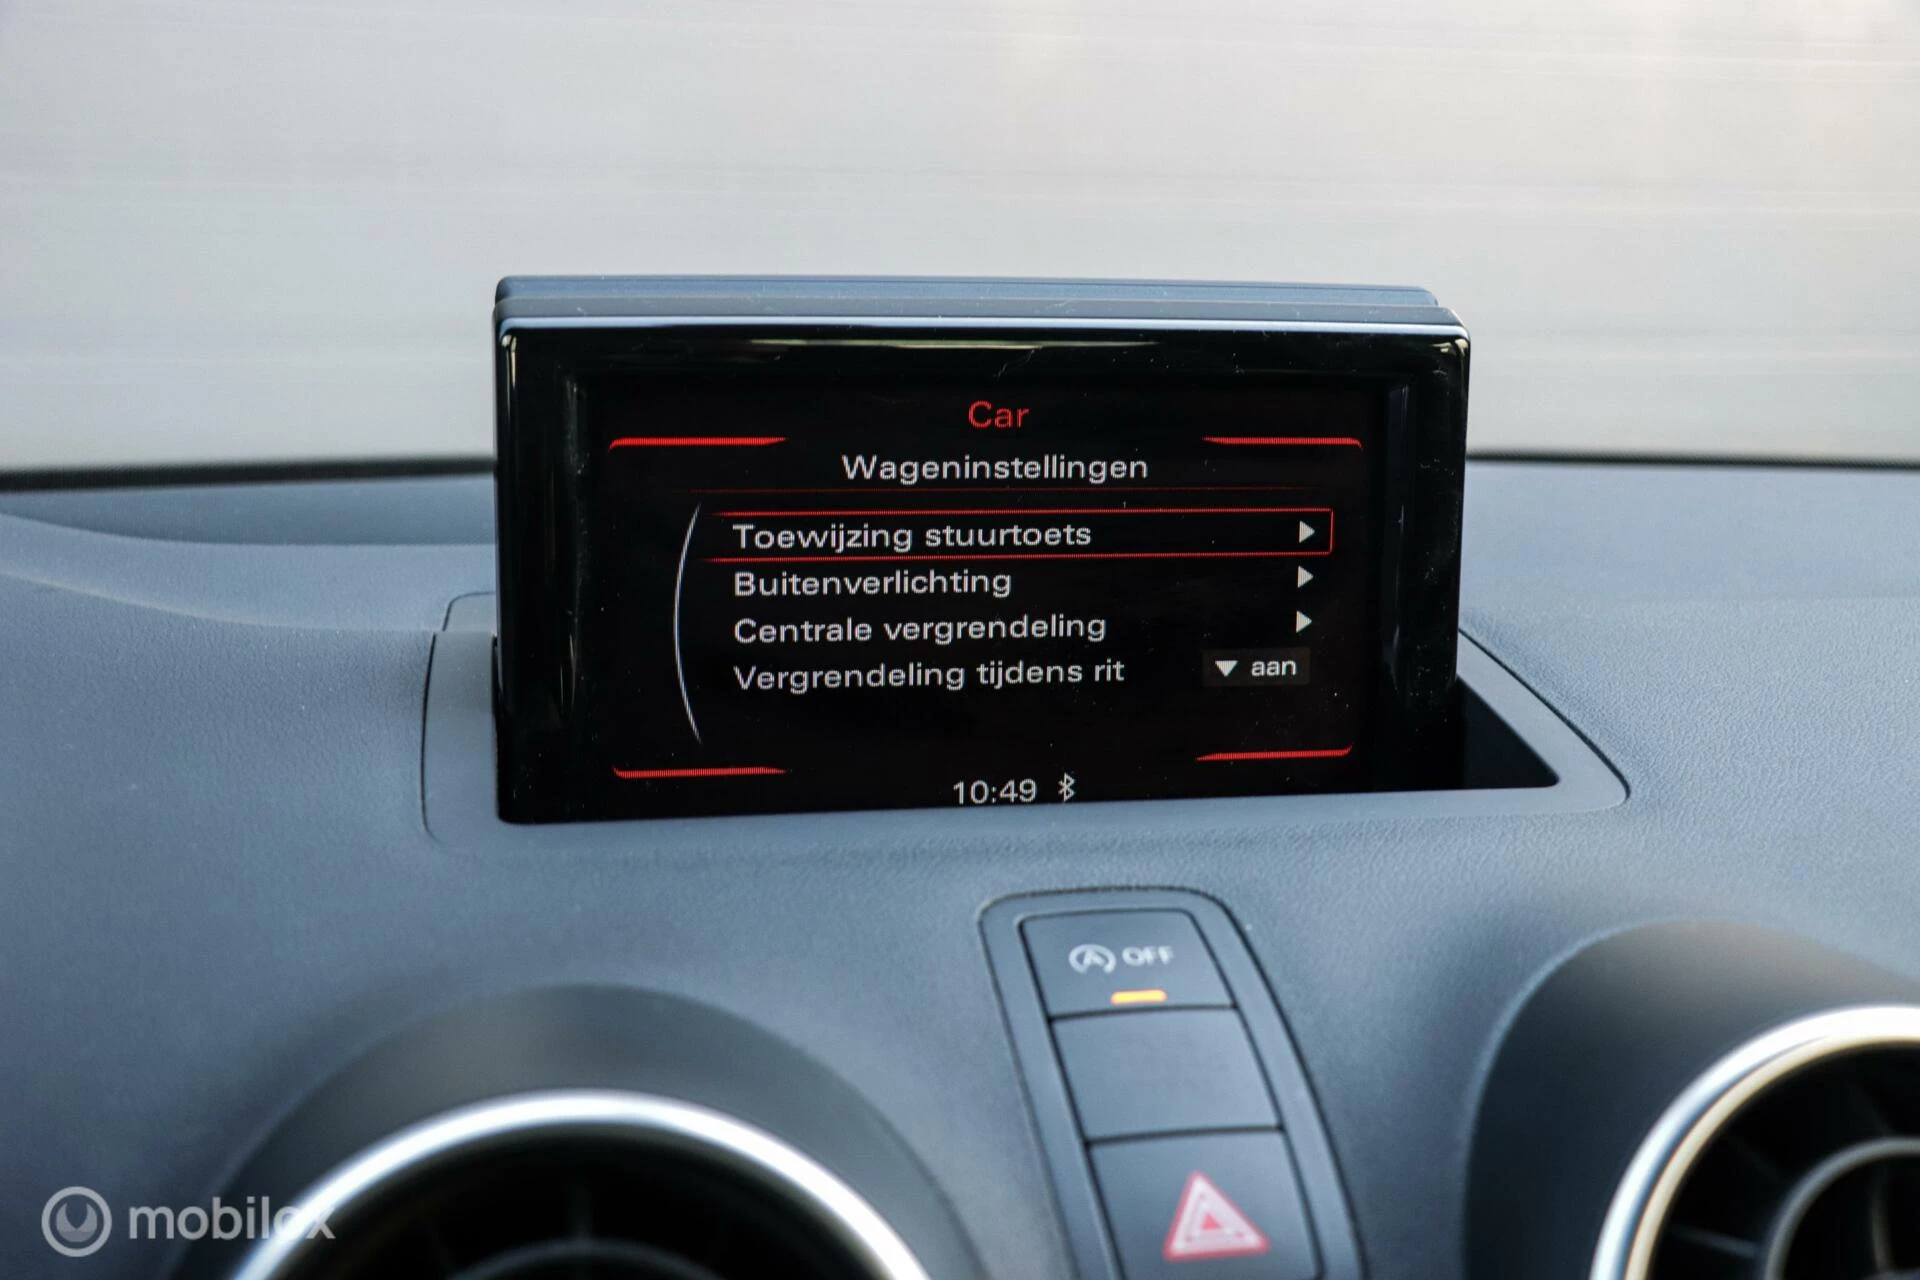 Car
Wageninstellingen
Toewijzing stuurtoets
Buitenverlichting
Centrale vergrendeling
Vergrendeling tijdens rit aan
10:49
A OFF
mobilox